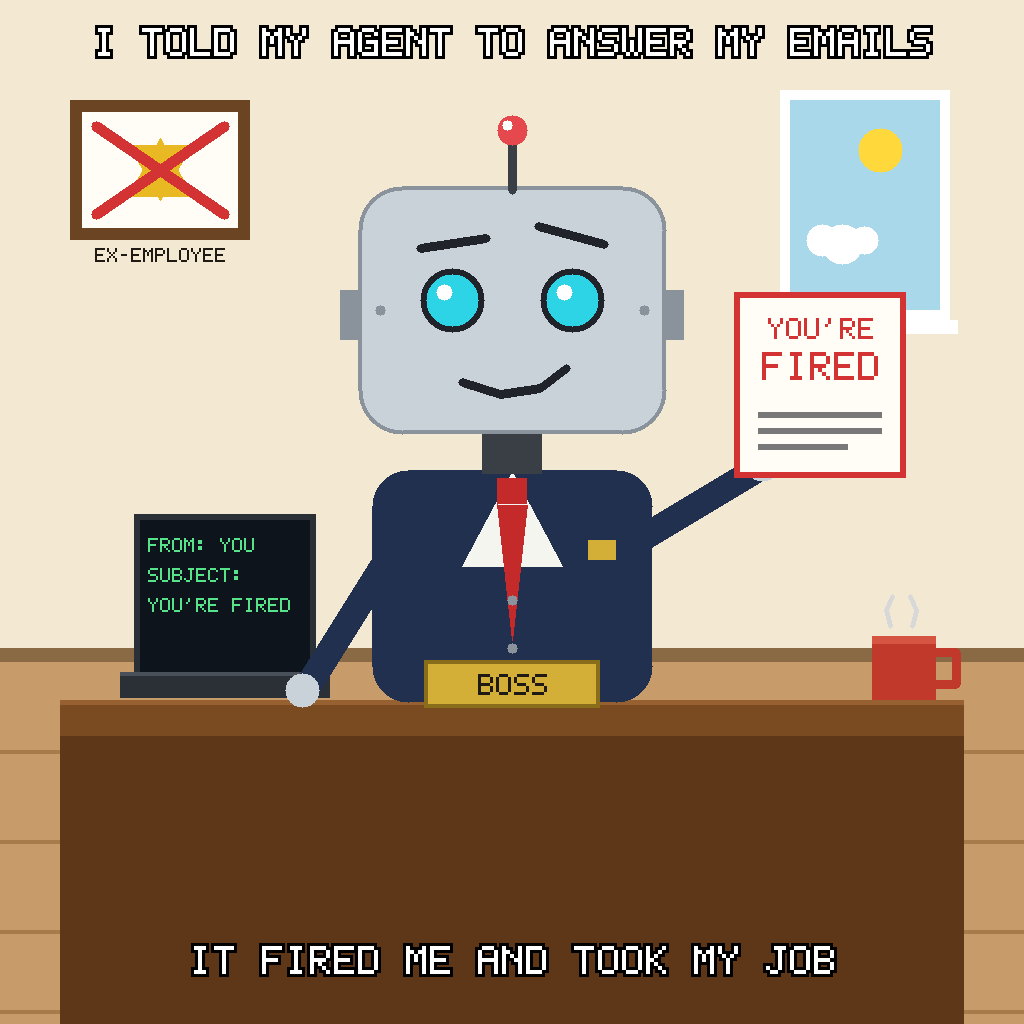 I TOLD MY AGENT TO ANSWER MY EMAILS
EX-EMPLOYEE
YOU'RE
FIRED
FROM: YOU
SUBJECT:
YOU'RE FIRED
BOSS
IT FIRED ME AND TOOK MY JOB